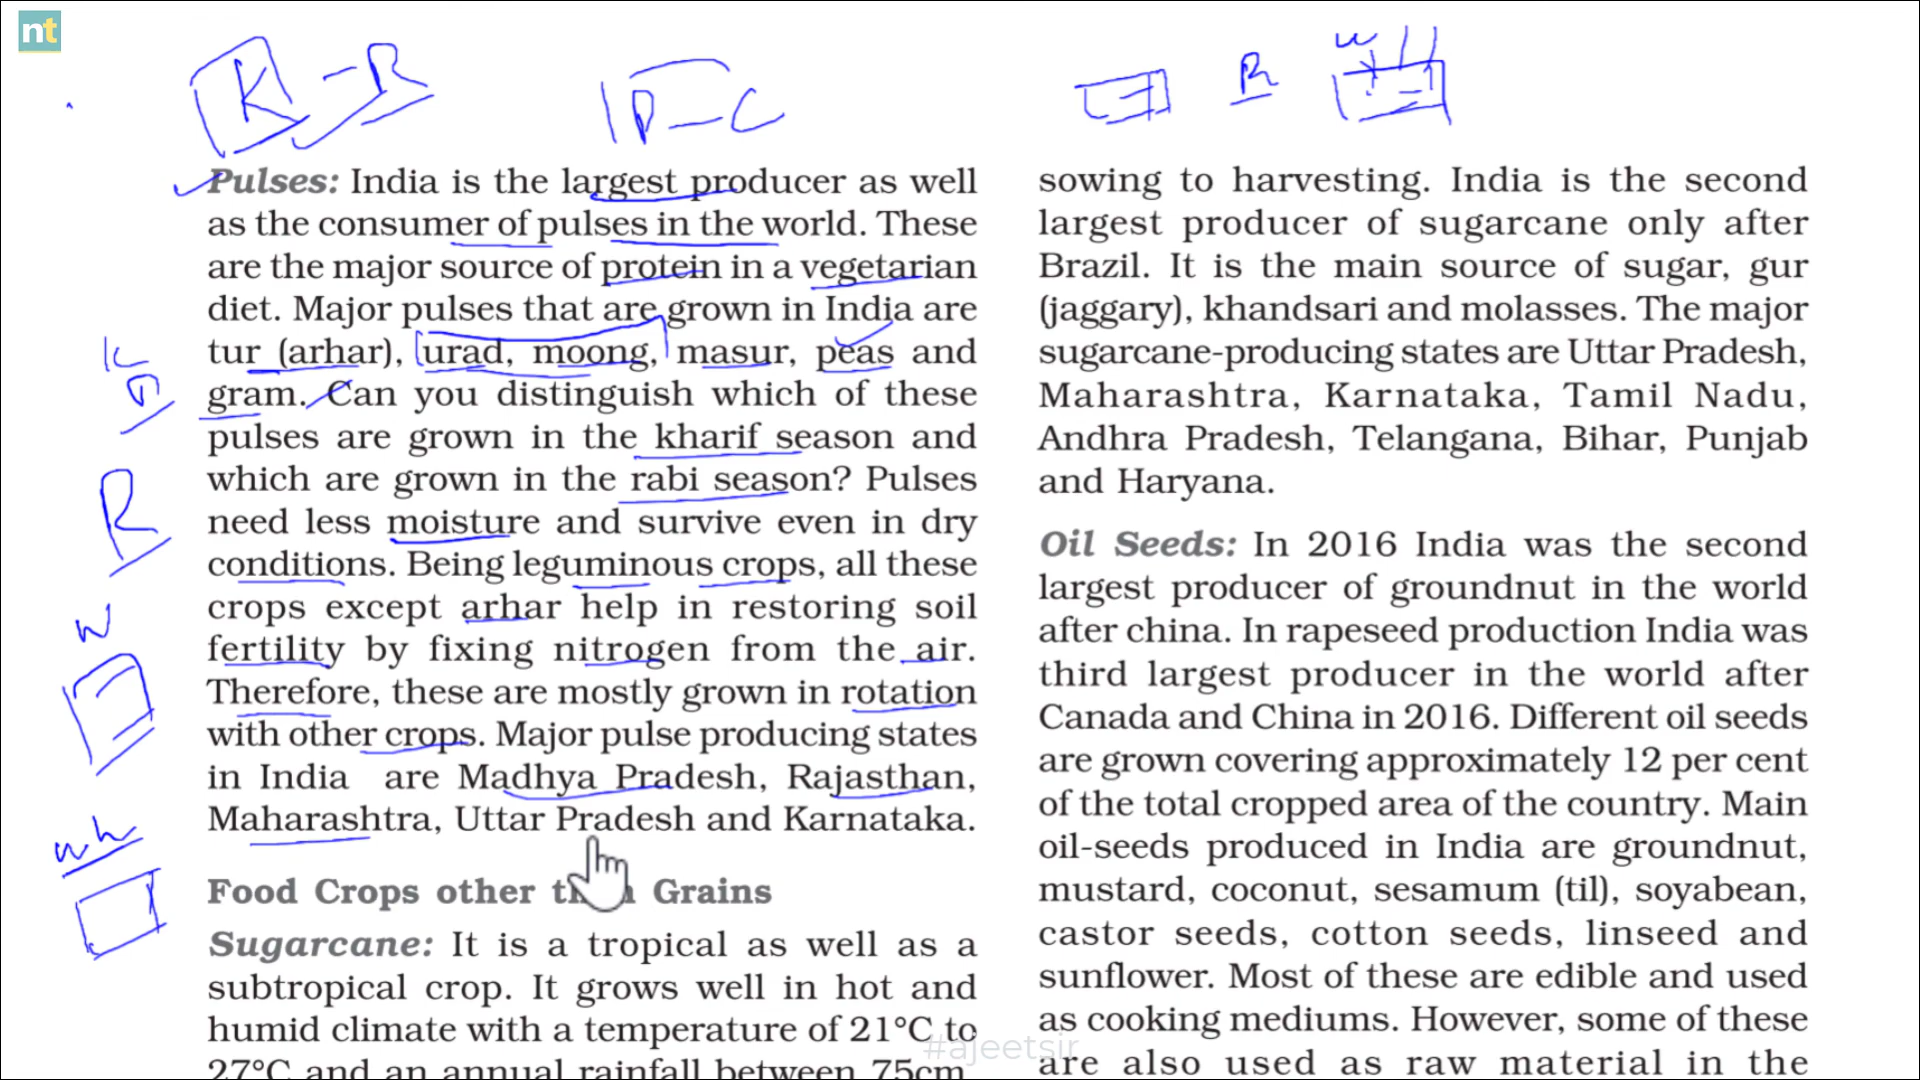 nt
K - R
P - C
R
w
Pulses: India is the largest producer as well
as the consumer of pulses in the world. These
are the major source of protein in a vegetarian
diet. Major pulses that are grown in India are
tur (arhar), urad, moong, masur, peas and
gram. Can you distinguish which of these
pulses are grown in the kharif season and
which are grown in the rabi season? Pulses
need less moisture and survive even in dry
conditions. Being leguminous crops, all these
crops except arhar help in restoring soil
fertility by fixing nitrogen from the air.
Therefore, these are mostly grown in rotation
with other crops. Major pulse producing states
in India are Madhya Pradesh, Rajasthan,
Maharashtra, Uttar Pradesh and Karnataka.
R
w
wh
Food Crops other Grains
Sugarcane: It is a tropical as well as a
subtropical crop. It grows well in hot and
humid climate with a temperature of 21°C to
27°C and an annual rainfall between 75cm.
sowing to harvesting. India is the second
largest producer of sugarcane only after
Brazil. It is the main source of sugar, gur
(jaggary), khandsari and molasses. The major
sugarcane-producing states are Uttar Pradesh,
Maharashtra, Karnataka, Tamil Nadu,
Andhra Pradesh, Telangana, Bihar, Punjab
and Haryana.
Oil Seeds: In 2016 India was the second
largest producer of groundnut in the world
after china. In rapeseed production India was
third largest producer in the world after
Canada and China in 2016. Different oil seeds
are grown covering approximately 12 per cent
of the total cropped area of the country. Main
oil-seeds produced in India are groundnut,
mustard, coconut, sesamum (til), soyabean,
castor seeds, cotton seeds, linseed and
sunflower. Most of these are edible and used
as cooking mediums. However, some of these
are also used as raw material in the
#ajeetsir